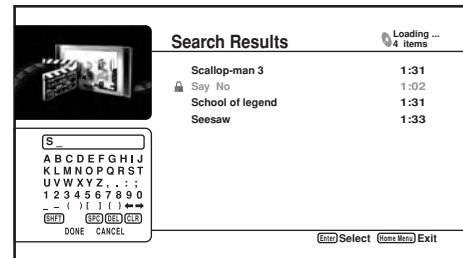 Search Results
Loading ...
4 items
Scallop-man 3 1:31
Say No 1:02
School of legend 1:31
Seesaw 1:33
S_
A B C D E F G H I J
K L M N O P Q R S T
U V W X Y Z , . : ;
1 2 3 4 5 6 7 8 9 0
_ – ( ) [ ] { } ⬅ ➡
SHFT SPC DEL CLR
DONE CANCEL
Enter Select Home Menu Exit